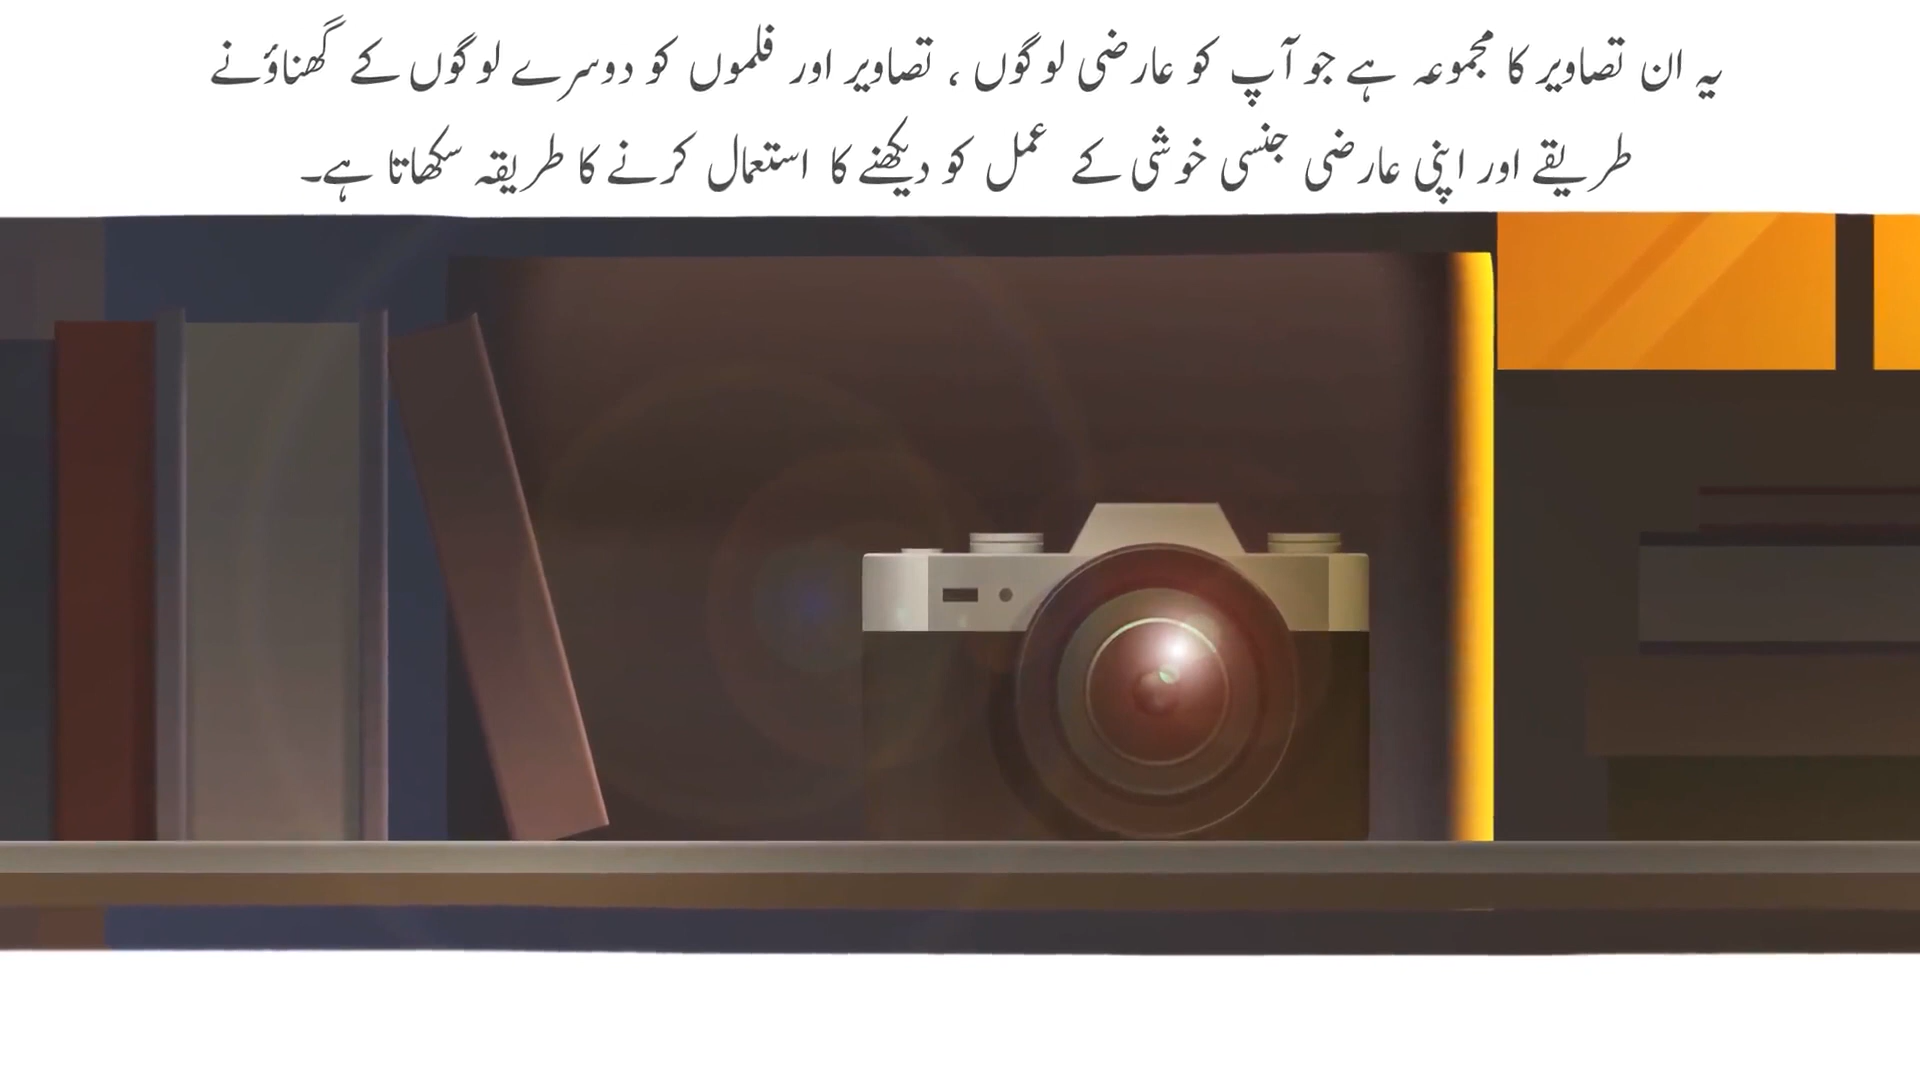 یہ ان تصاویر کا مجموعہ ہے جو آپ کو عارضی لوگوں ، تصاویر اور فلموں کو دوسرے لوگوں کے گھناؤنے
طریقے اور اپنی عارضی جنسی خوشی کے عمل کو دیکھنے کا استعمال کرنے کا طریقہ سکھاتا ہے۔